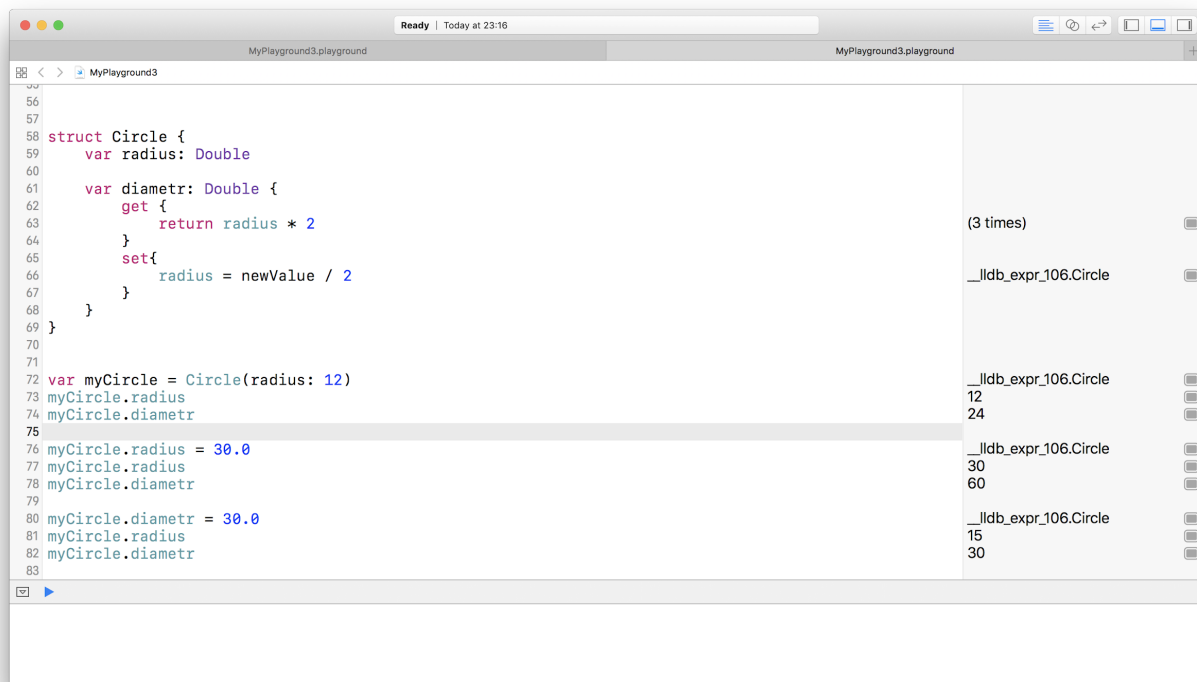 Ready | Today at 23:16
MyPlayground3.playground MyPlayground3.playground
MyPlayground3
55
56
57
58 struct Circle {
59     var radius: Double
60
61     var diametr: Double {
62         get {
63             return radius * 2 (3 times)
64         }
65         set{
66             radius = newValue / 2 __lldb_expr_106.Circle
67         }
68     }
69 }
70
71
72 var myCircle = Circle(radius: 12) __lldb_expr_106.Circle
73 myCircle.radius 12
74 myCircle.diametr 24
75
76 myCircle.radius = 30.0 __lldb_expr_106.Circle
77 myCircle.radius 30
78 myCircle.diametr 60
79
80 myCircle.diametr = 30.0 __lldb_expr_106.Circle
81 myCircle.radius 15
82 myCircle.diametr 30
83